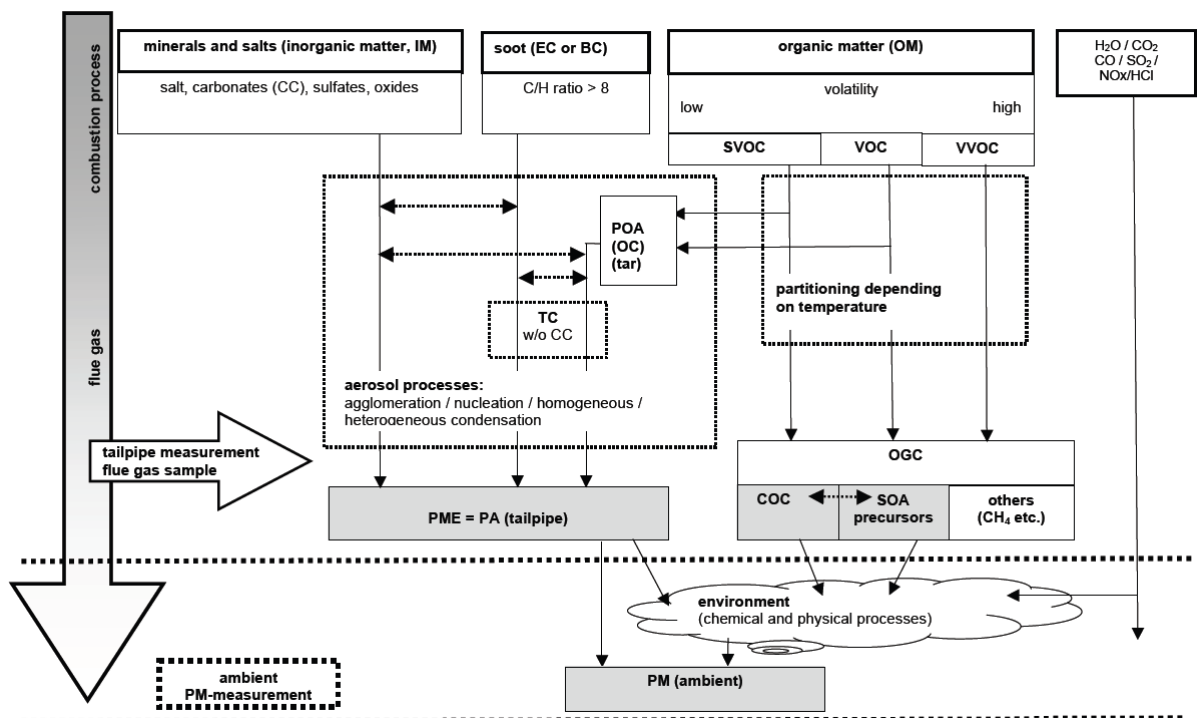 combustion process
flue gas
minerals and salts (inorganic matter, IM)
salt, carbonates (CC), sulfates, oxides
soot (EC or BC)
C/H ratio > 8
organic matter (OM)
volatility
low
high
SVOC
VOC
VVOC
H₂O / CO₂
CO / SO₂ /
NOx/HCl
POA
(OC)
(tar)
partitioning depending
on temperature
TC
w/o CC
aerosol processes:
agglomeration / nucleation / homogeneous /
heterogeneous condensation
tailpipe measurement
flue gas sample
OGC
COC
SOA
precursors
others
(CH₄ etc.)
PME = PA (tailpipe)
environment
(chemical and physical processes)
ambient
PM-measurement
PM (ambient)